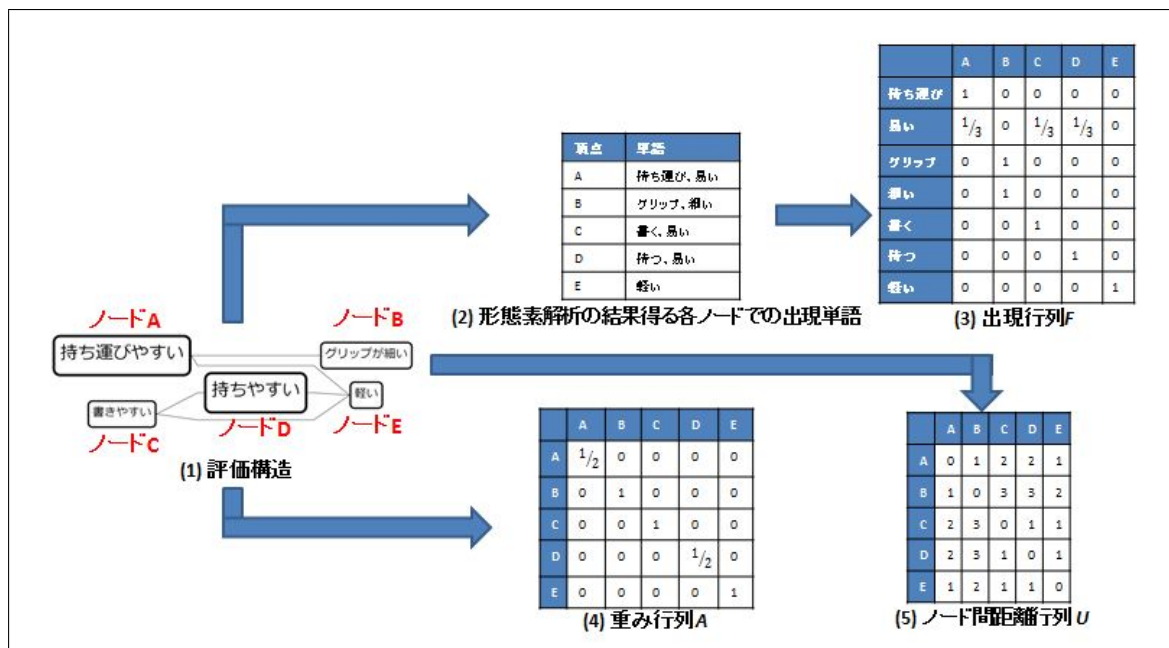 A B C D E
持ち運び 1 0 0 0 0
易い 1/3 0 1/3 1/3 0
グリップ 0 1 0 0 0
細い 0 1 0 0 0
書く 0 0 1 0 0
持つ 0 0 0 1 0
軽い 0 0 0 0 1
(3) 出現行列F
頂点 単語
A 持ち運び、易い
B グリップ、細い
C 書く、易い
D 持つ、易い
E 軽い
(2) 形態素解析の結果得る各ノードでの出現単語
ノードA ノードB
持ち運びやすい グリップが細い
持ちやすい 軽い
書きやすい
ノードC ノードD ノードE
(1) 評価構造
A B C D E
A 1/2 0 0 0 0
B 0 1 0 0 0
C 0 0 1 0 0
D 0 0 0 1/2 0
E 0 0 0 0 1
(4) 重み行列A
A B C D E
A 0 1 2 2 1
B 1 0 3 3 2
C 2 3 0 1 1
D 2 3 1 0 1
E 1 2 1 1 0
(5) ノード間距離行列U